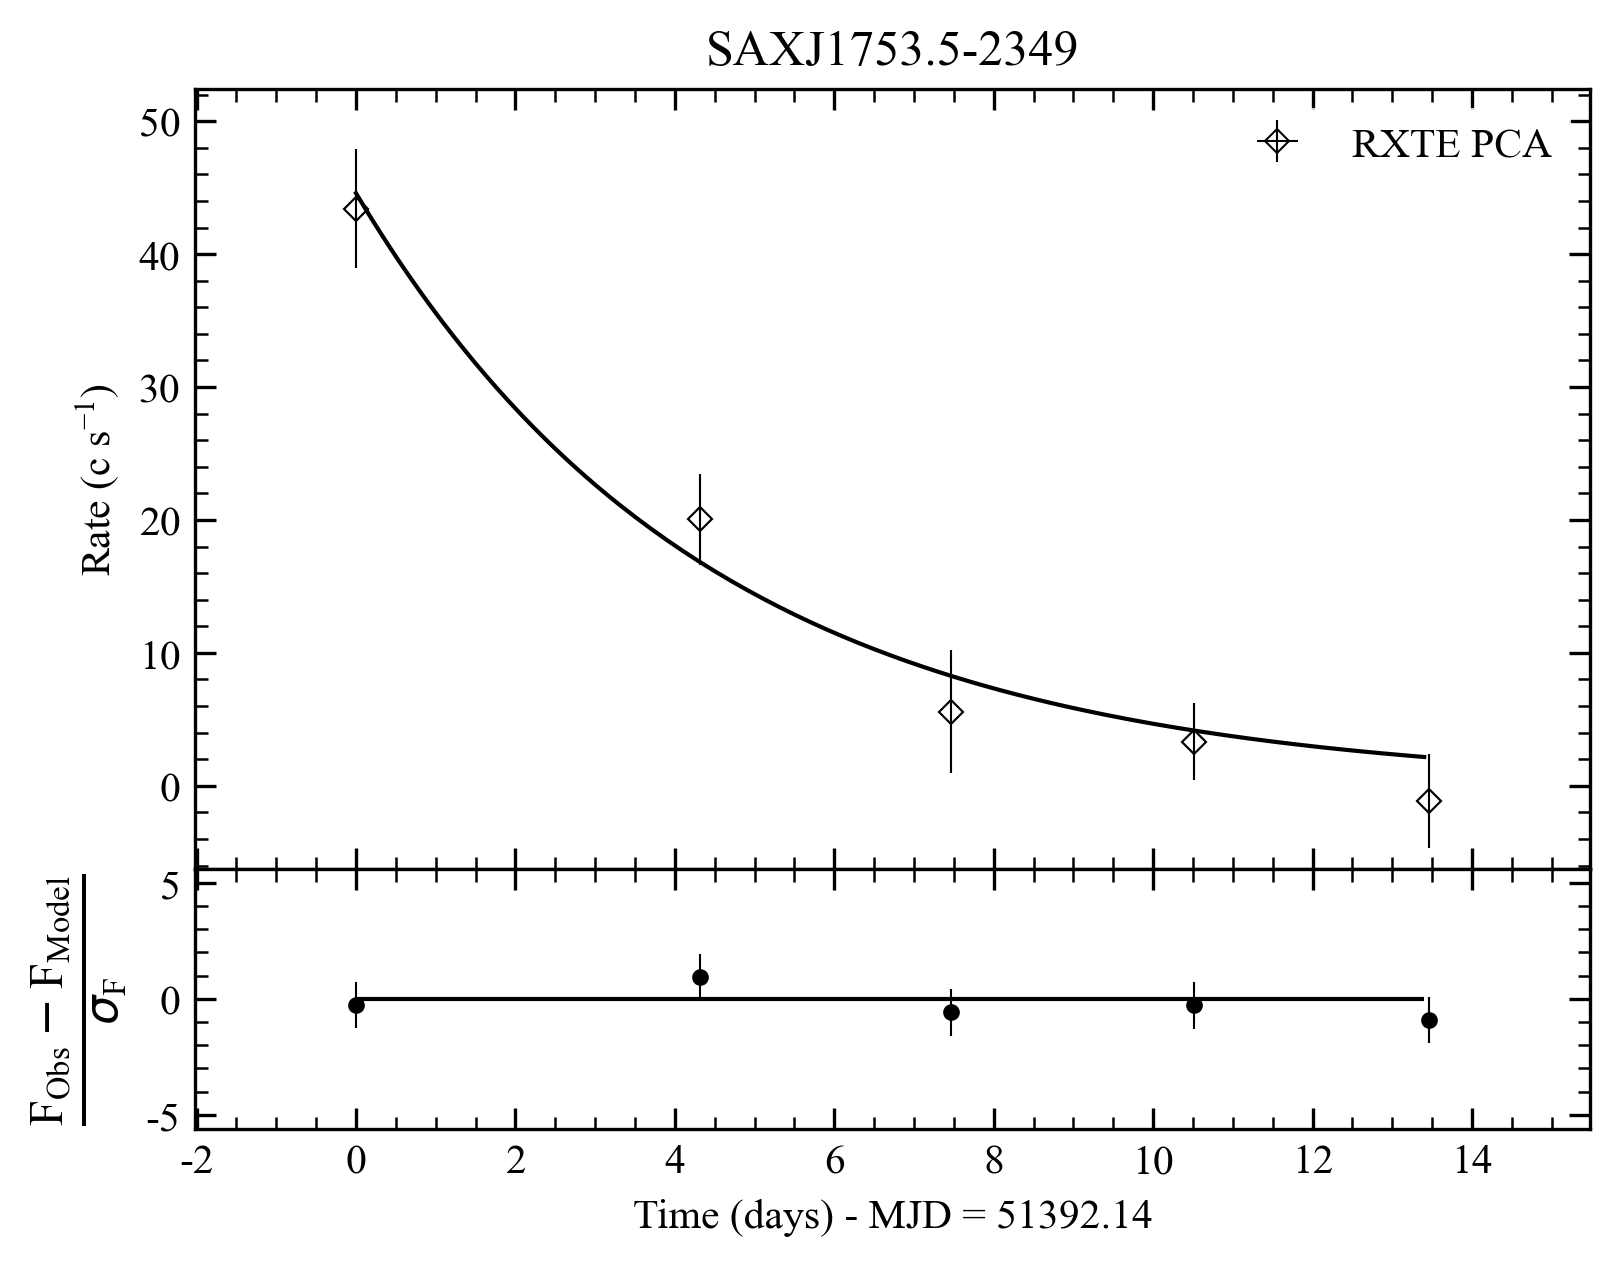 SAXJ1753.5-2349
RXTE PCA
50
40
30
20
10
0
Rate (c s⁻¹)
5
0
-5
F_Obs − F_Model
σ_F
-2 0 2 4 6 8 10 12 14
Time (days) - MJD = 51392.14